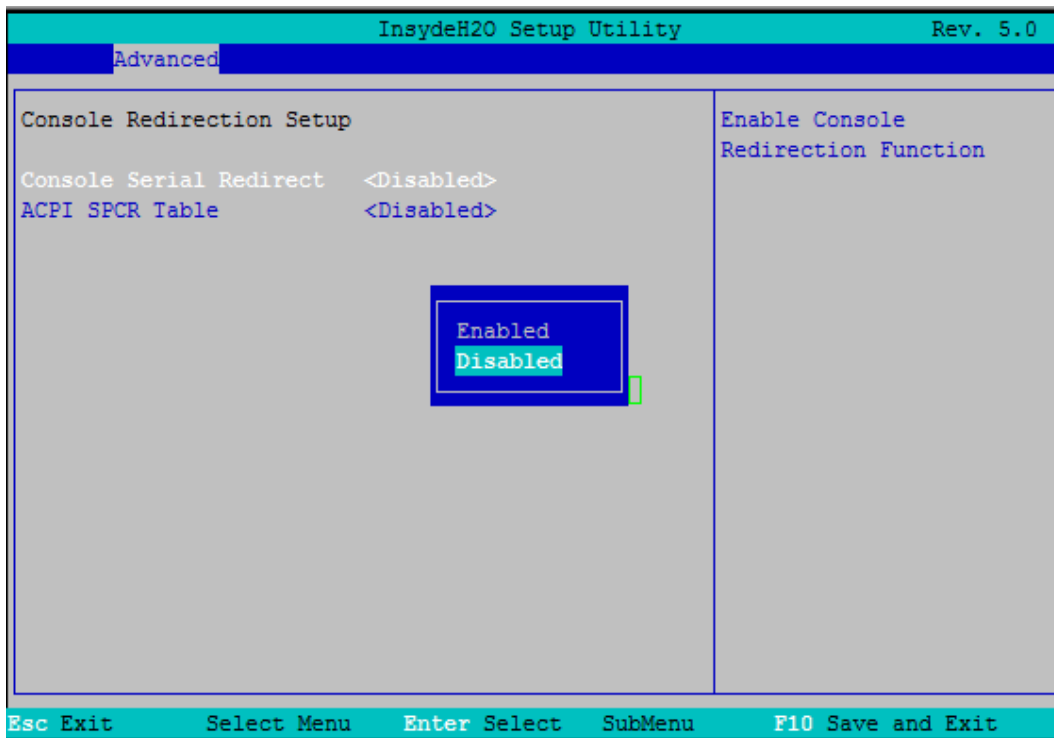 InsydeH2O Setup Utility Rev. 5.0
Advanced
Console Redirection Setup
Console Serial Redirect <Disabled>
ACPI SPCR Table <Disabled>
Enable Console
Redirection Function
Enabled
Disabled
Esc Exit Select Menu Enter Select SubMenu F10 Save and Exit